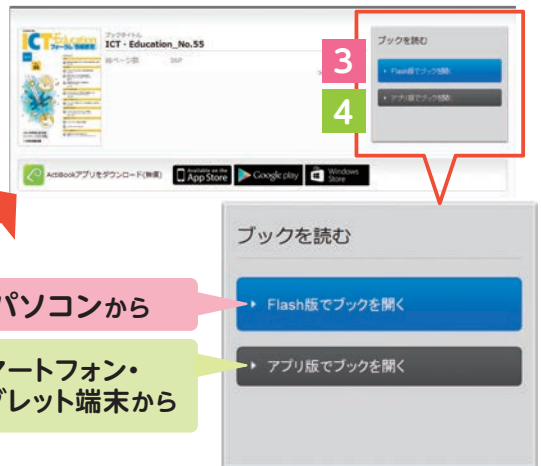 ICT-Education
ブックタイトル
ICT・Education_No.55
総ページ数 36P
ブックを読む
3
Flash版でブックを開く
4
アプリ版でブックを開く
ActiBookアプリをダウンロード(無償)
Available on the App Store
Google play
Windows Store
ブックを読む
パソコンから
Flash版でブックを開く
マートフォン・
ブレット端末から
アプリ版でブックを開く